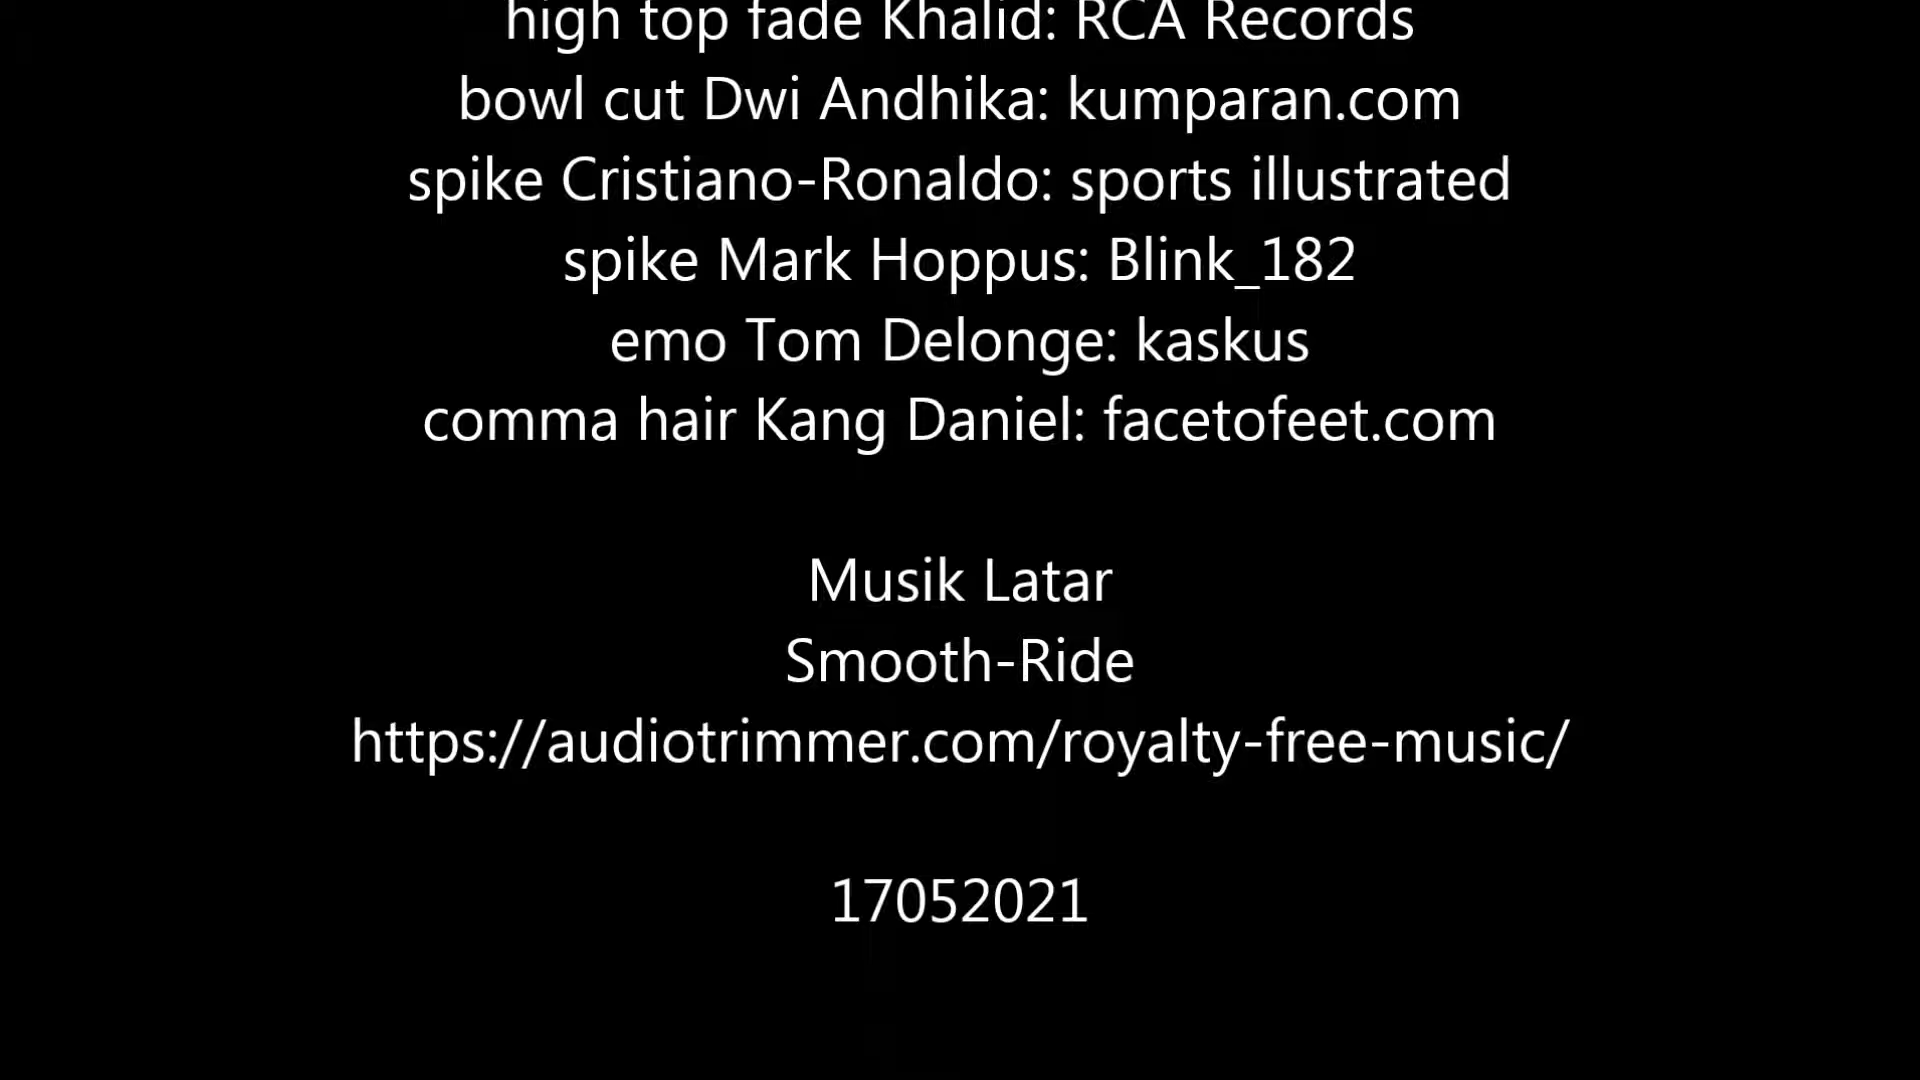 high top fade Khalid: RCA Records
bowl cut Dwi Andhika: kumparan.com
spike Cristiano-Ronaldo: sports illustrated
spike Mark Hoppus: Blink_182
emo Tom Delonge: kaskus
comma hair Kang Daniel: facetofeet.com
Musik Latar
Smooth-Ride
https://audiotrimmer.com/royalty-free-music/
17052021